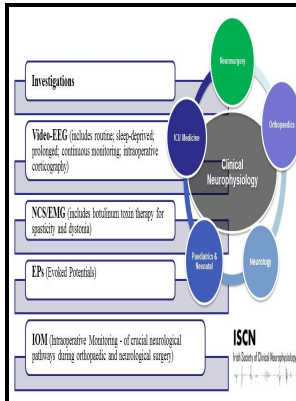 Investigations
Video-EEG (includes routine; sleep-deprived;
prolonged; continuous monitoring; intraoperative
corticography)
NCS/EMG (includes botulinum toxin therapy for
spasticity and dystonia)
EPs (Evoked Potentials)
IOM (Intraoperative Monitoring - of crucial neurological
pathways during orthopaedic and neurological surgery)
Neurosurgery
Orthopaedics
ICU Medicine
Clinical
Neurophysiology
Paediatrics &
Neonatal
Neurology
ISCN
Irish Society of Clinical Neurophysiology